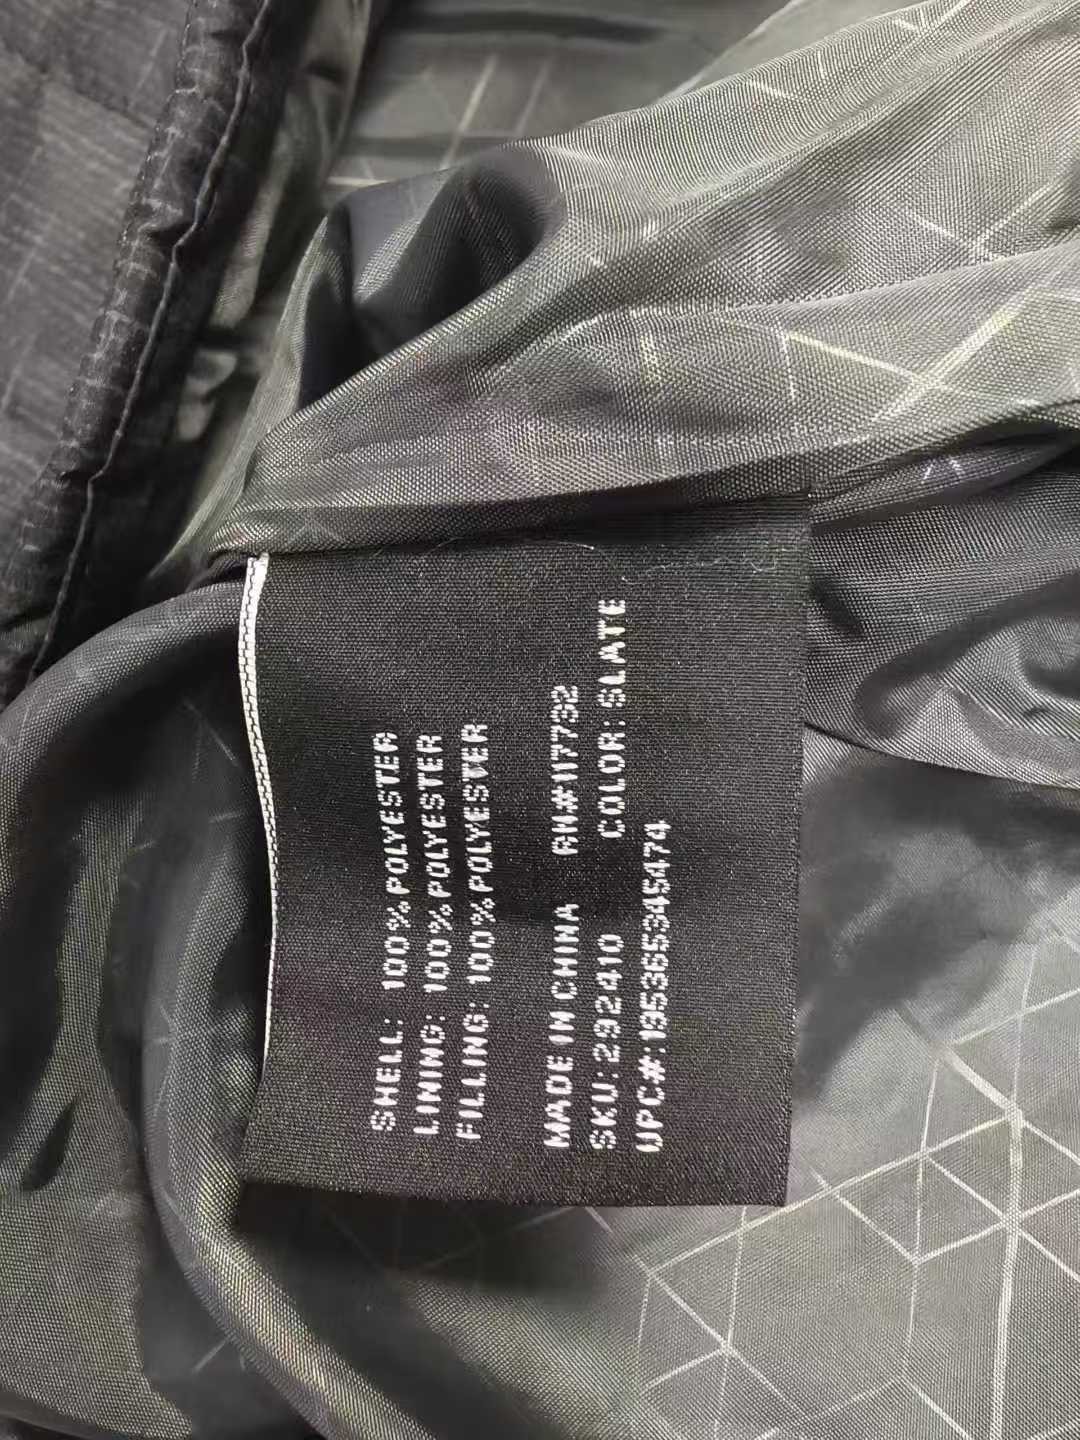 SHELL: 100% POLYESTER
LINING: 100% POLYESTER
FILLING: 100% POLYESTER
MADE IN CHINA RN#117732
SKU: 292410 COLOR: SLATE
UPC#: 195365345474